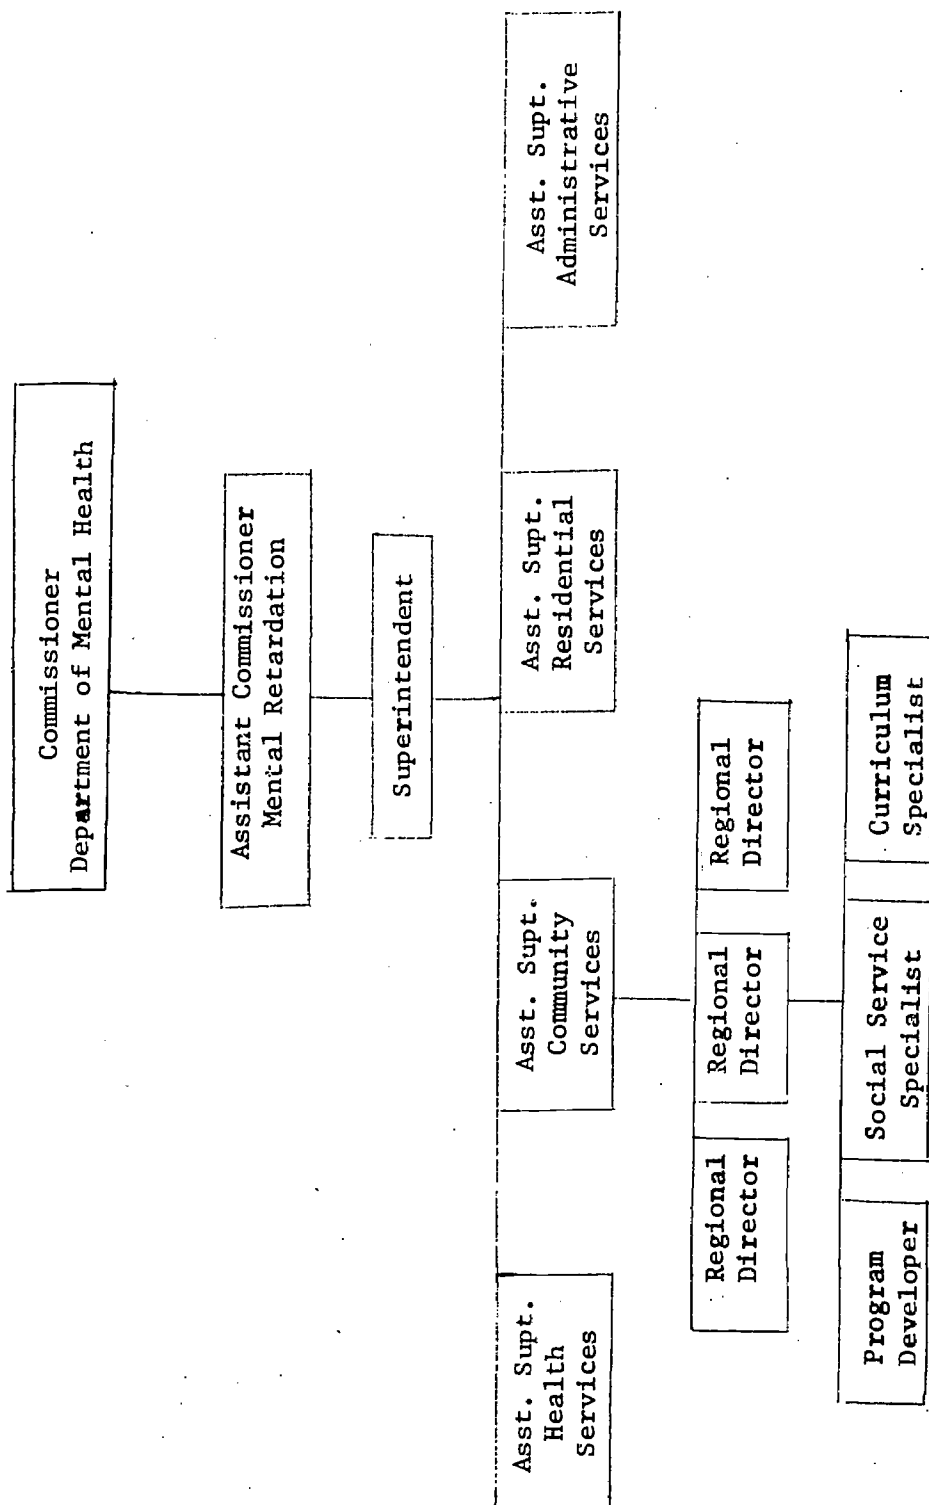 Commissioner
Department of Mental Health
Assistant Commissioner
Mental Retardation
Superintendent
Asst. Supt.
Health
Services
Asst. Supt.
Community
Services
Asst. Supt.
Residential
Services
Asst. Supt.
Administrative
Services
Regional
Director
Regional
Director
Regional
Director
Program
Developer
Social Service
Specialist
Curriculum
Specialist